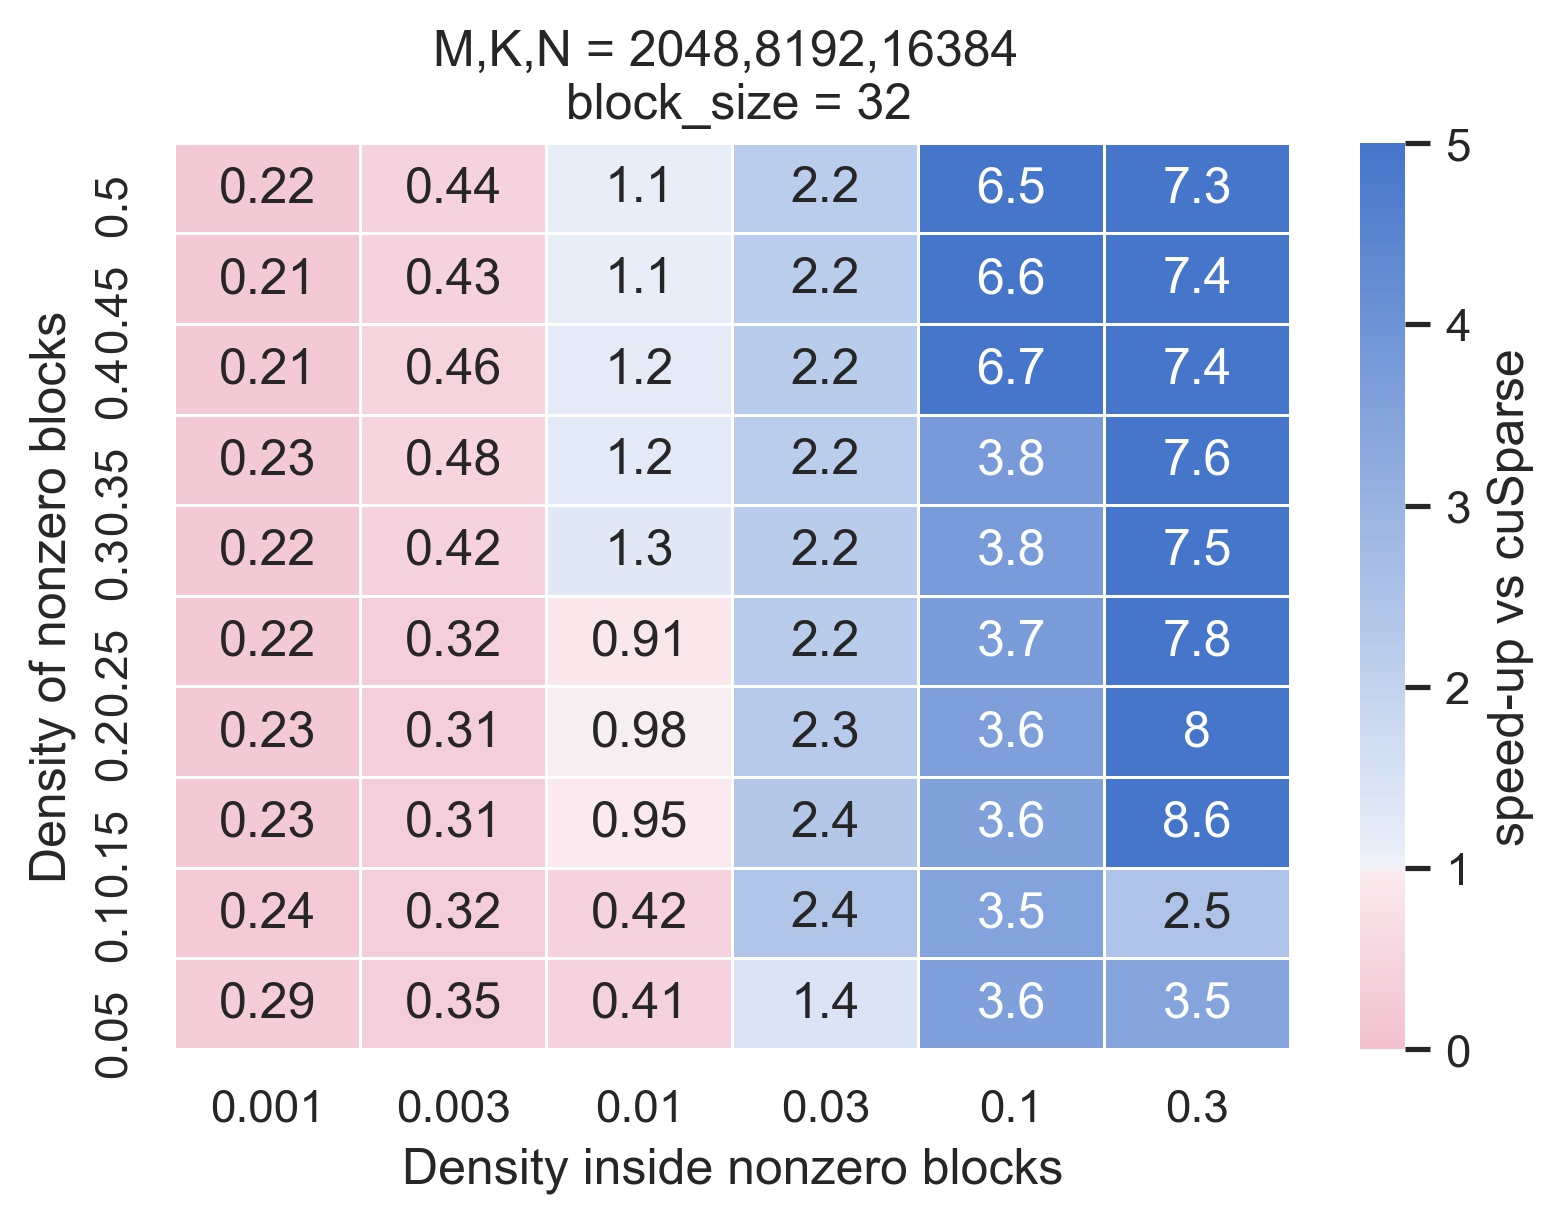 M,K,N = 2048,8192,16384
block_size = 32
Density of nonzero blocks
0.5 0.22 0.44 1.1 2.2 6.5 7.3
0.45 0.21 0.43 1.1 2.2 6.6 7.4
0.4 0.21 0.46 1.2 2.2 6.7 7.4
0.35 0.23 0.48 1.2 2.2 3.8 7.6
0.3 0.22 0.42 1.3 2.2 3.8 7.5
0.25 0.22 0.32 0.91 2.2 3.7 7.8
0.2 0.23 0.31 0.98 2.3 3.6 8
0.15 0.23 0.31 0.95 2.4 3.6 8.6
0.1 0.24 0.32 0.42 2.4 3.5 2.5
0.05 0.29 0.35 0.41 1.4 3.6 3.5
0.001 0.003 0.01 0.03 0.1 0.3
Density inside nonzero blocks
5
4
3
2
1
0
speed-up vs cuSparse